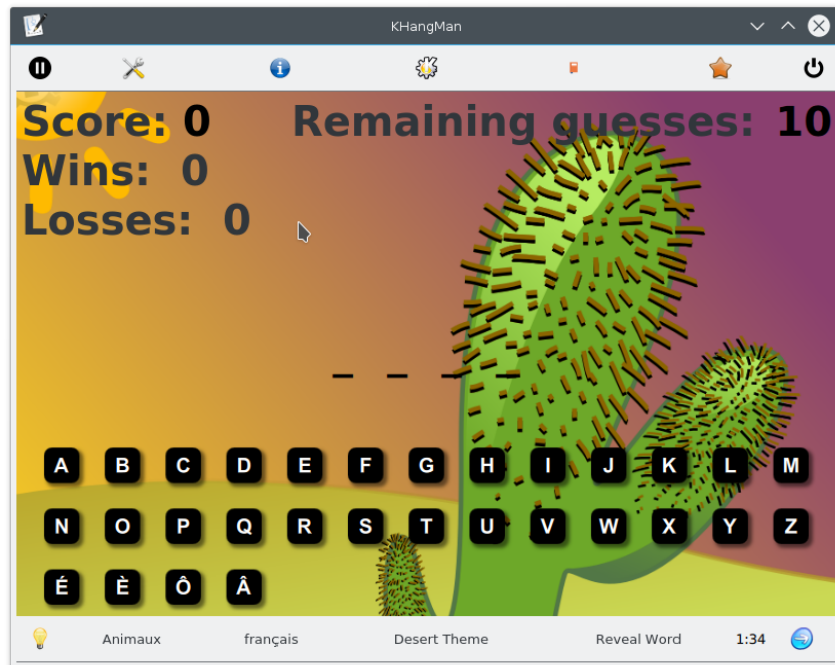 KHangMan
Score: 0 Remaining guesses: 10
Wins: 0
Losses: 0
_ _ _ _
A B C D E F G H I J K L M
N O P Q R S T U V W X Y Z
É È Ô Â
Animaux français Desert Theme Reveal Word 1:34